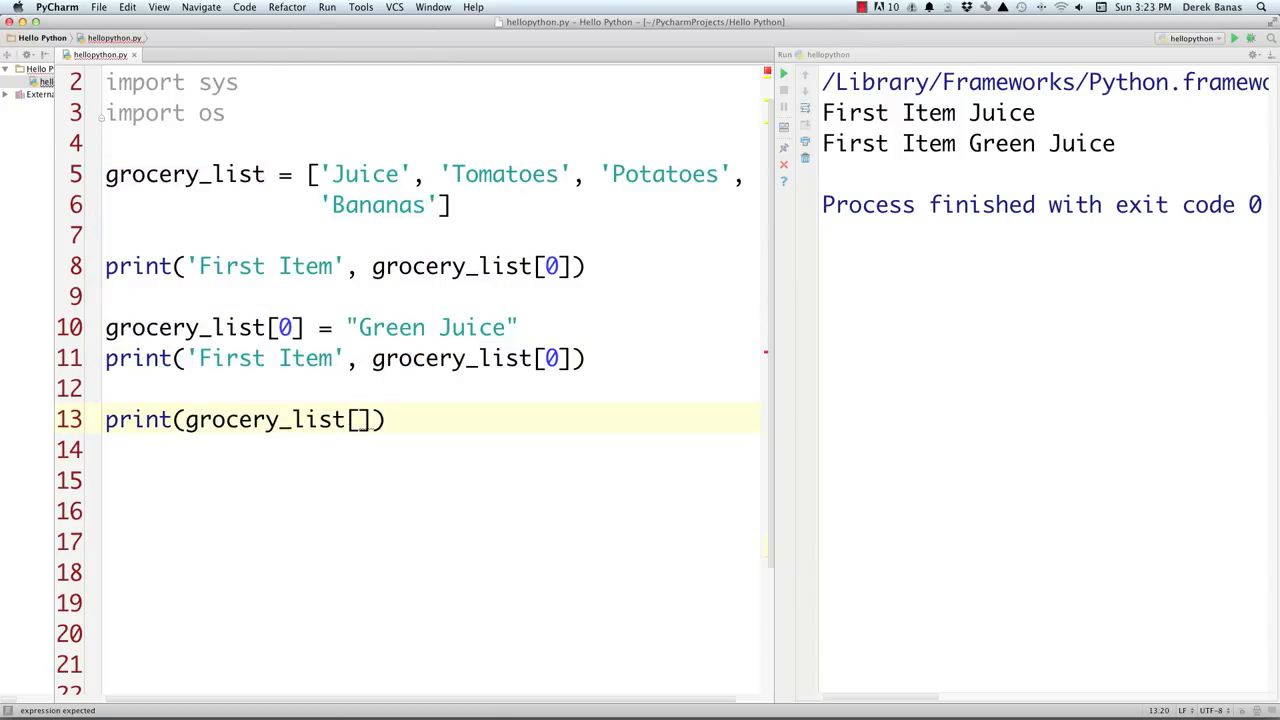 PyCharm File Edit View Navigate Code Refactor Run Tools VCS Window Help 10 Sun 3:23 PM Derek Banas
hellopython.py - Hello Python - [~/PycharmProjects/Hello Python]
Hello Python hellopython.py hellopython
hellopython.py Run hellopython
Hello P
hell
Extern
2 import sys
3 import os
4
5 grocery_list = ['Juice', 'Tomatoes', 'Potatoes',
6 'Bananas']
7
8 print('First Item', grocery_list[0])
9
10 grocery_list[0] = "Green Juice"
11 print('First Item', grocery_list[0])
12
13 print(grocery_list[])
14
15
16
17
18
19
20
21
22
/Library/Frameworks/Python.framewo
First Item Juice
First Item Green Juice
Process finished with exit code 0
expression expected 13:20 LF UTF-8